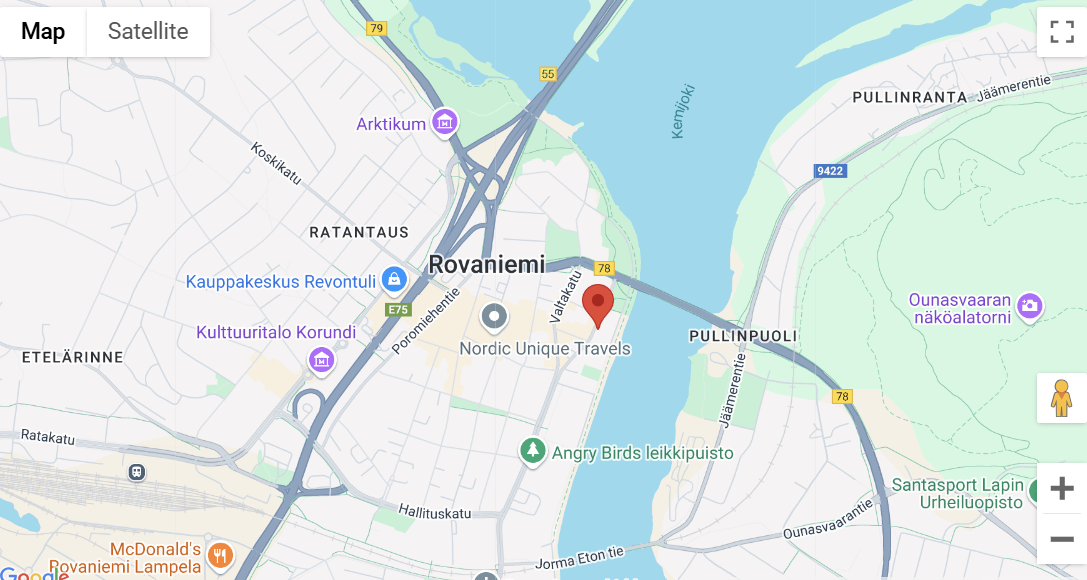 Map
Satellite
79
55
Kemijoki
PULLINRANTA
Jäämerentie
Arktikum
Koskikatu
9422
RATANTAUS
Rovaniemi
78
Kauppakeskus Revontuli
Valtakatu
E75
Poromiehentie
Ounasvaaran
näköalatorni
Kulttuuritalo Korundi
Nordic Unique Travels
PULLINPUOLI
ETELÄRINNE
Jäämerentie
78
Ratakatu
Angry Birds leikkipuisto
Santasport Lapin
Urheiluopisto
Hallituskatu
Ounasvaarantie
McDonald's
Rovaniemi Lampela
Jorma Eton tie
Google